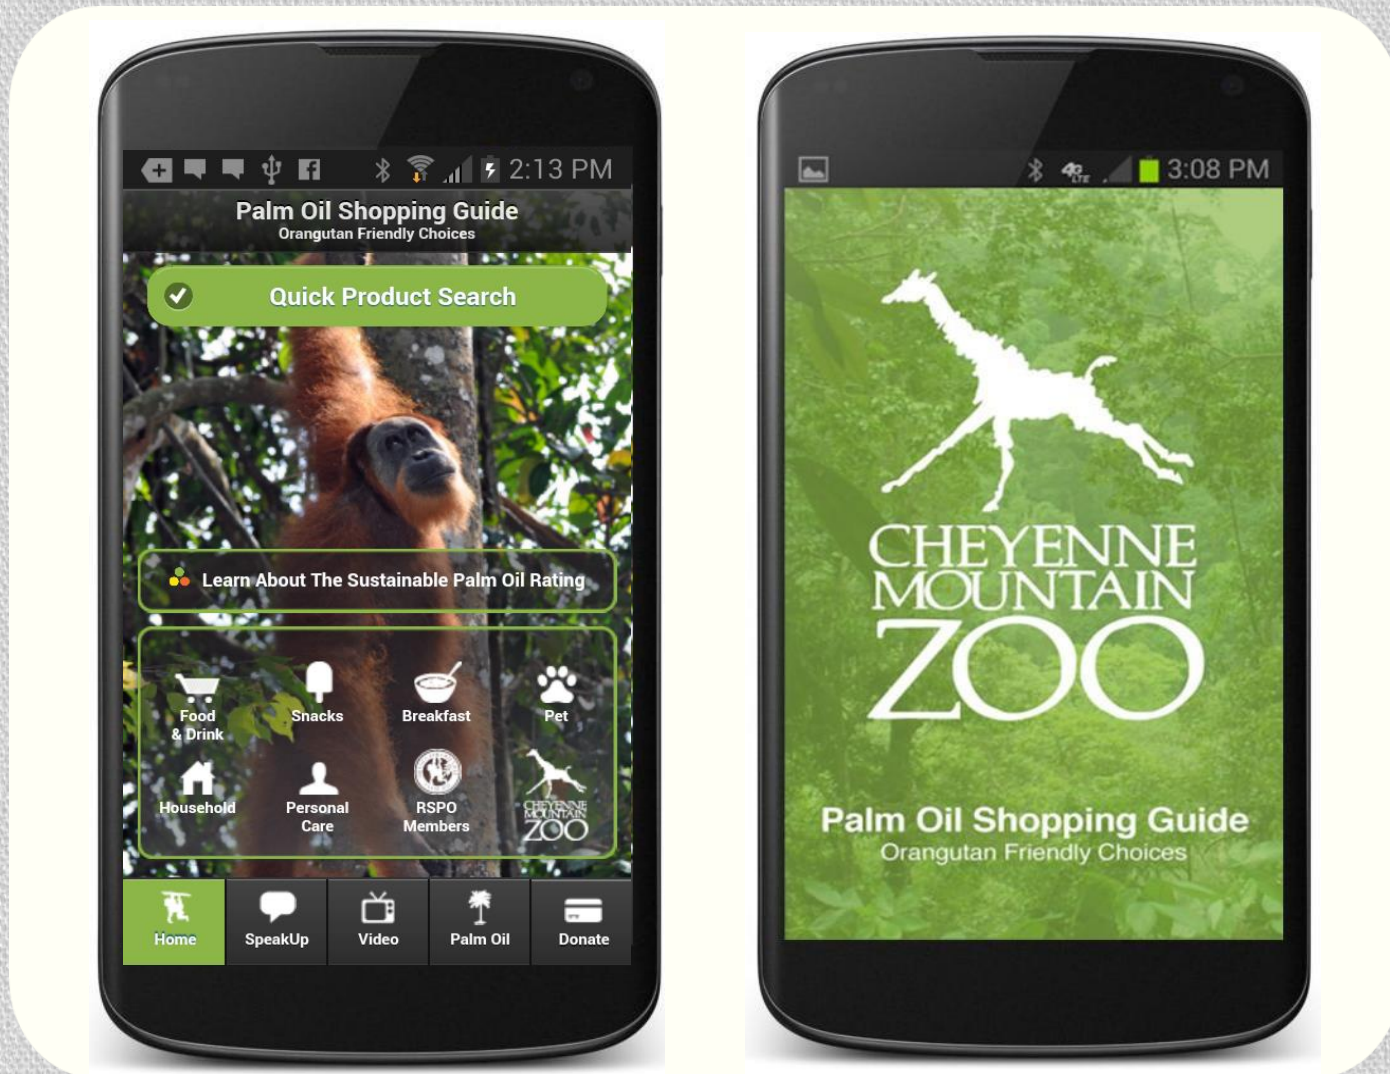 2:13 PM
Palm Oil Shopping Guide
Orangutan Friendly Choices
Quick Product Search
Learn About The Sustainable Palm Oil Rating
Food
& Drink
Snacks
Breakfast
Pet
Household
Personal
Care
RSPO
Members
CHEYENNE
MOUNTAIN
ZOO
Home
SpeakUp
Video
Palm Oil
Donate
4G
LTE
3:08 PM
CHEYENNE
MOUNTAIN
ZOO
Palm Oil Shopping Guide
Orangutan Friendly Choices